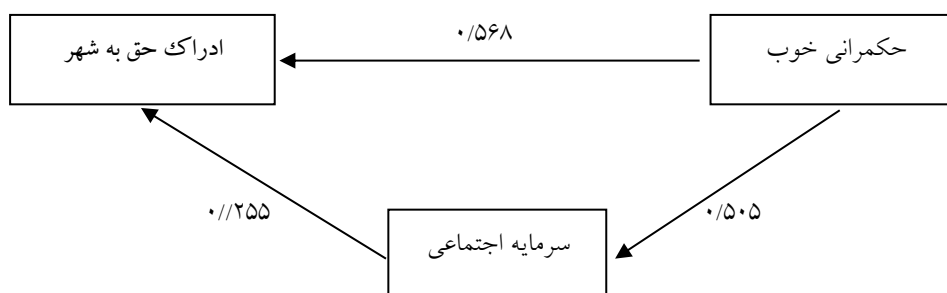 حکمرانی خوب
۰/۵۶۸
ادراک حق به شهر
۰/۵۰۵
۰//۲۵۵
سرمایه اجتماعی